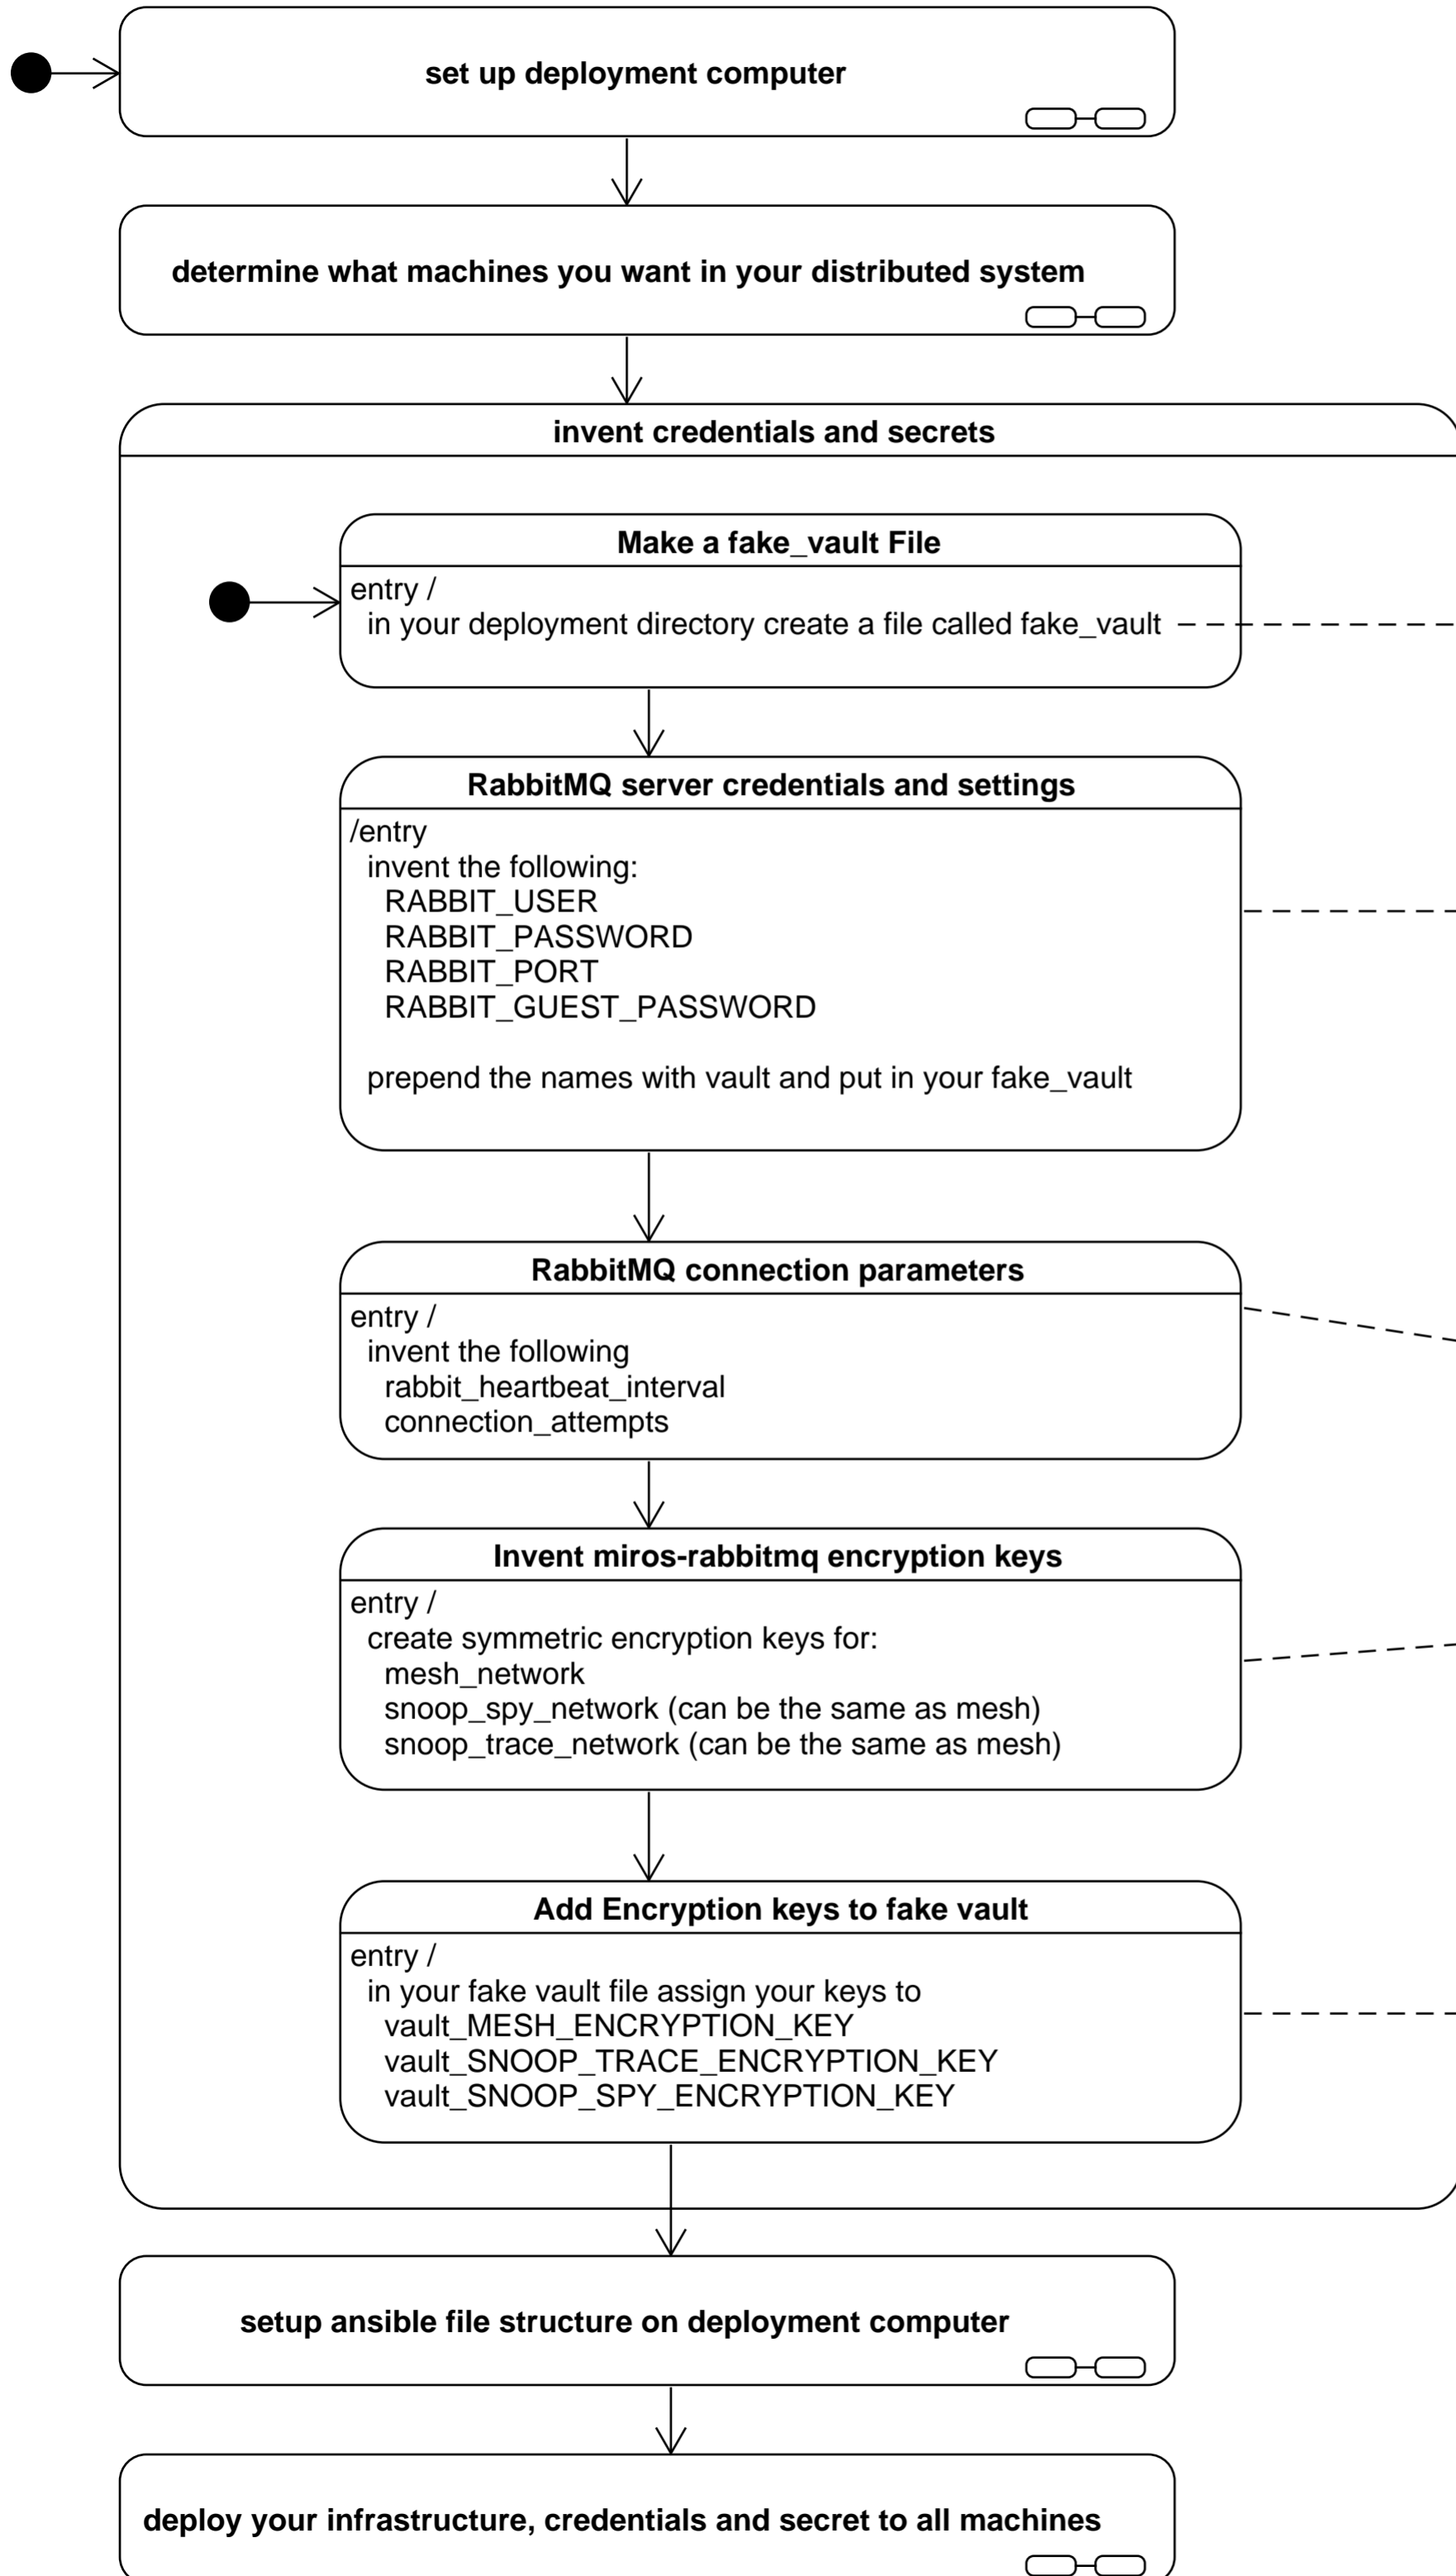 set up deployment computer
determine what machines you want in your distributed system
invent credentials and secrets
Make a fake_vault File
entry /
in your deployment directory create a file called fake_vault
RabbitMQ server credentials and settings
/entry
invent the following:
RABBIT_USER
RABBIT_PASSWORD
RABBIT_PORT
RABBIT_GUEST_PASSWORD
prepend the names with vault and put in your fake_vault
RabbitMQ connection parameters
entry /
invent the following
rabbit_heartbeat_interval
connection_attempts
Invent miros-rabbitmq encryption keys
entry /
create symmetric encryption keys for:
mesh_network
snoop_spy_network (can be the same as mesh)
snoop_trace_network (can be the same as mesh)
Add Encryption keys to fake vault
entry /
in your fake vault file assign your keys to
vault_MESH_ENCRYPTION_KEY
vault_SNOOP_TRACE_ENCRYPTION_KEY
vault_SNOOP_SPY_ENCRYPTION_KEY
setup ansible file structure on deployment computer
deploy your infrastructure, credentials and secret to all machines